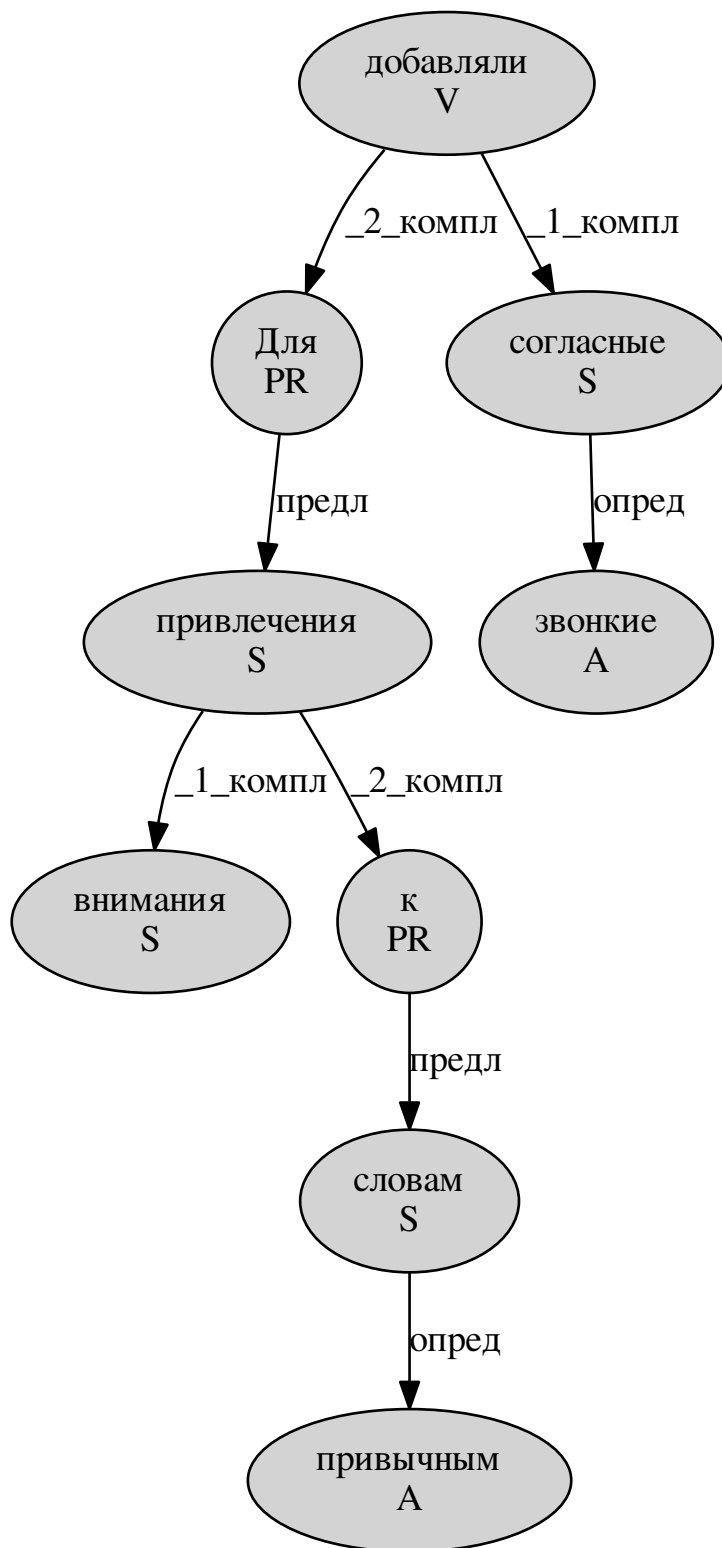 добавляли
V
_2_компл
_1_компл
Для
PR
согласные
S
предл
опред
привлечения
S
звонкие
A
_1_компл
_2_компл
внимания
S
к
PR
предл
словам
S
опред
привычным
A